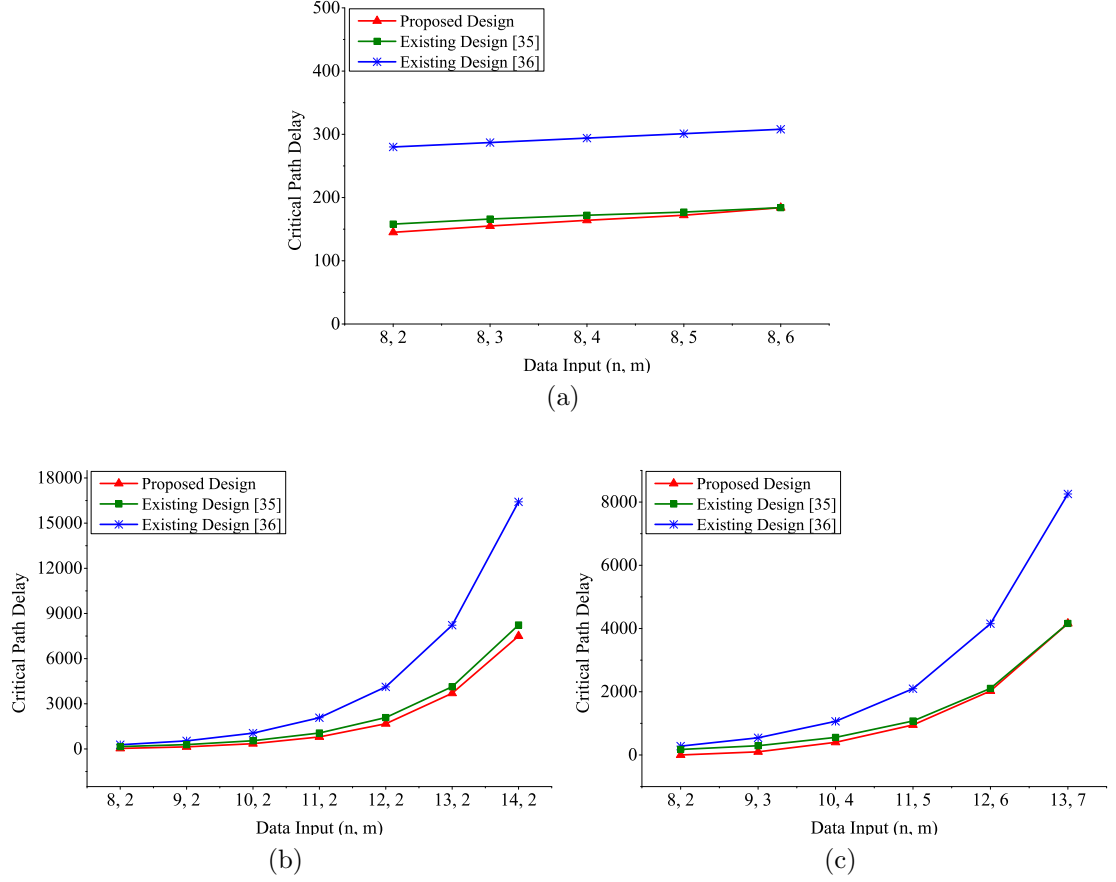 500
400
300
200
100
0
Critical Path Delay
Proposed Design
Existing Design [35]
Existing Design [36]
8, 2 8, 3 8, 4 8, 5 8, 6
Data Input (n, m)
(a)
18000
15000
12000
9000
6000
3000
0
Critical Path Delay
Proposed Design
Existing Design [35]
Existing Design [36]
8, 2 9, 2 10, 2 11, 2 12, 2 13, 2 14, 2
Data Input (n, m)
(b)
8000
6000
4000
2000
0
Critical Path Delay
Proposed Design
Existing Design [35]
Existing Design [36]
8, 2 9, 3 10, 4 11, 5 12, 6 13, 7
Data Input (n, m)
(c)